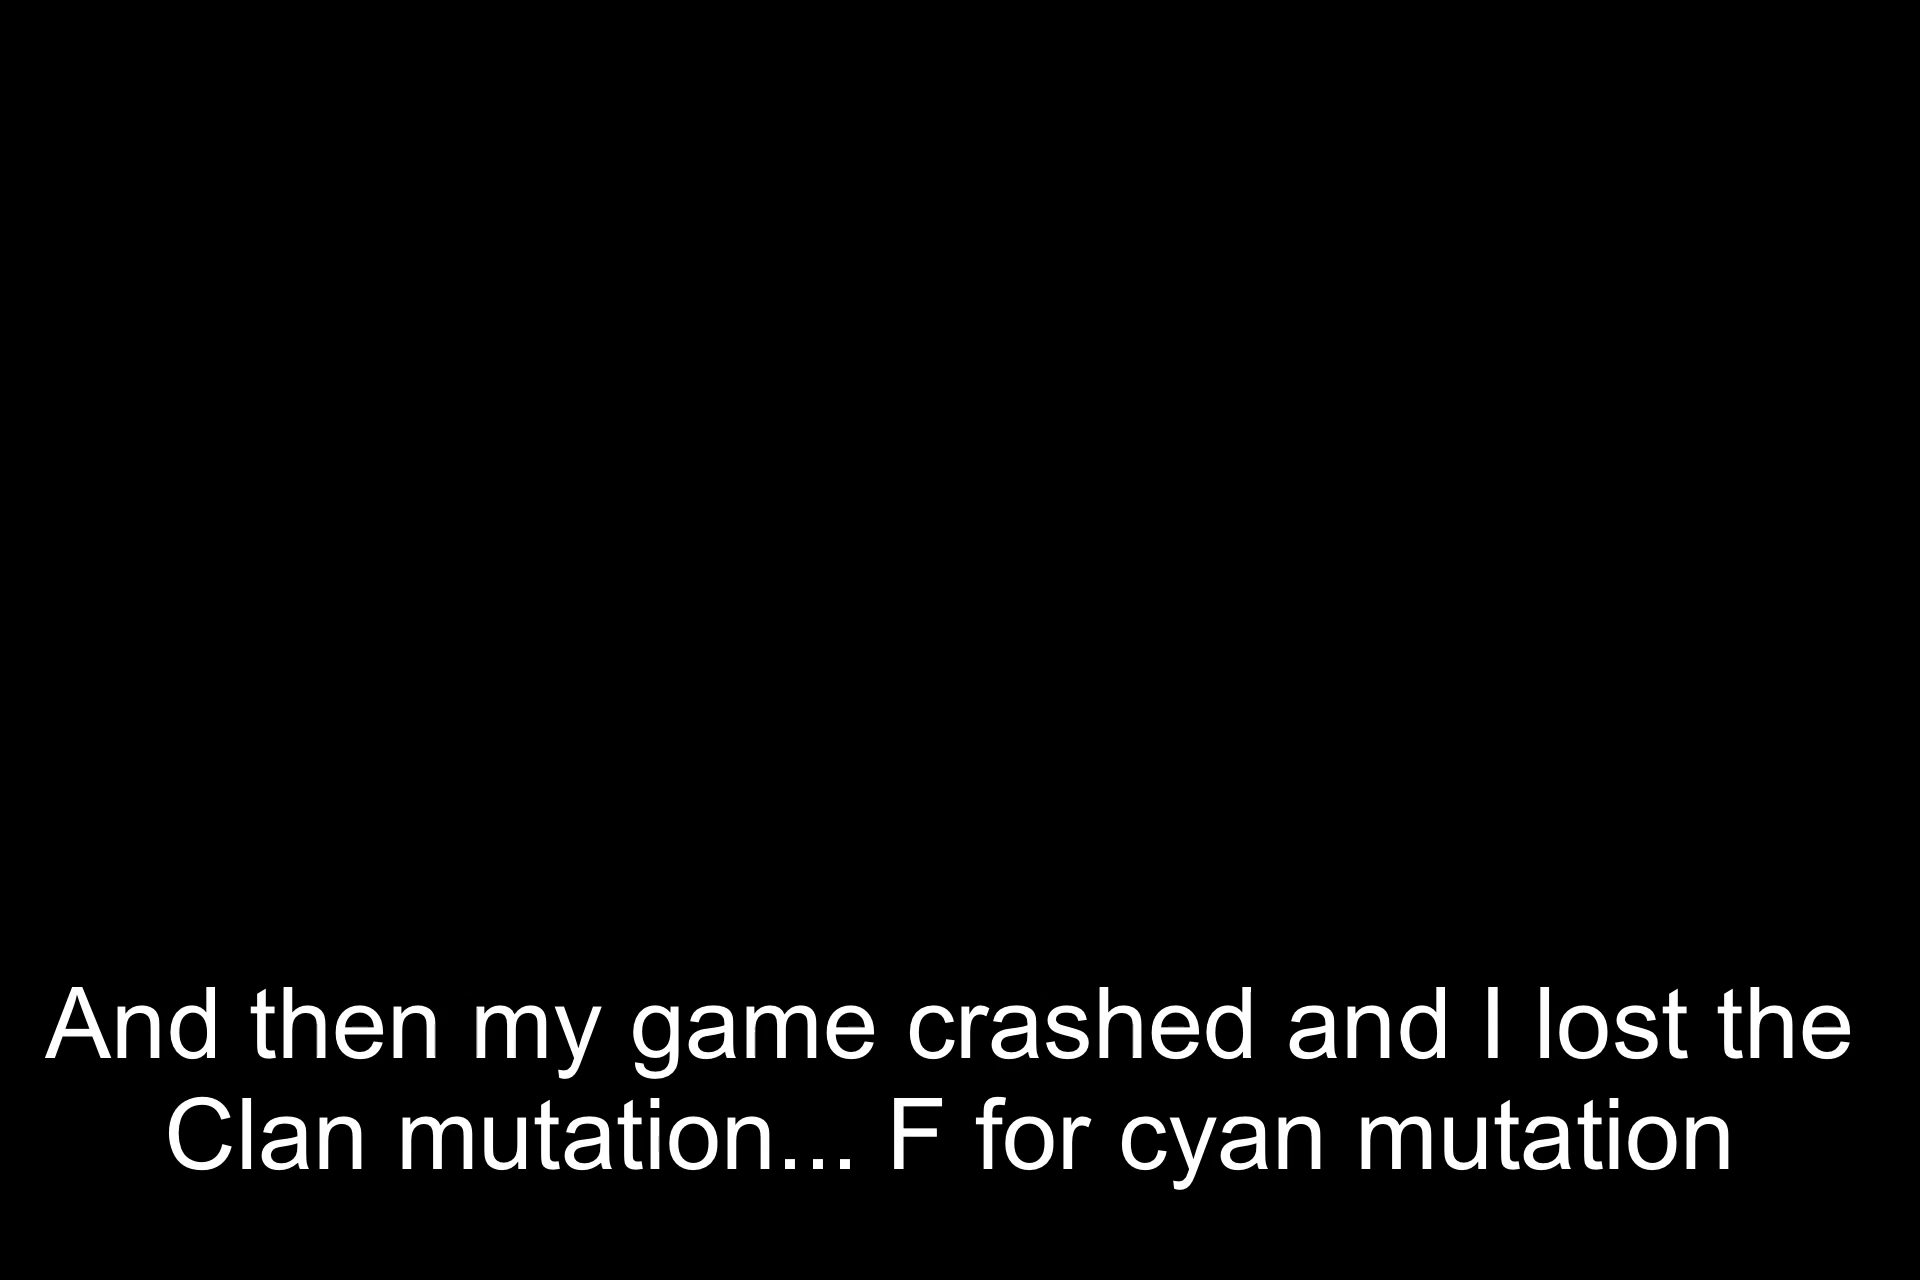 And then my game crashed and I lost the
Clan mutation... F for cyan mutation